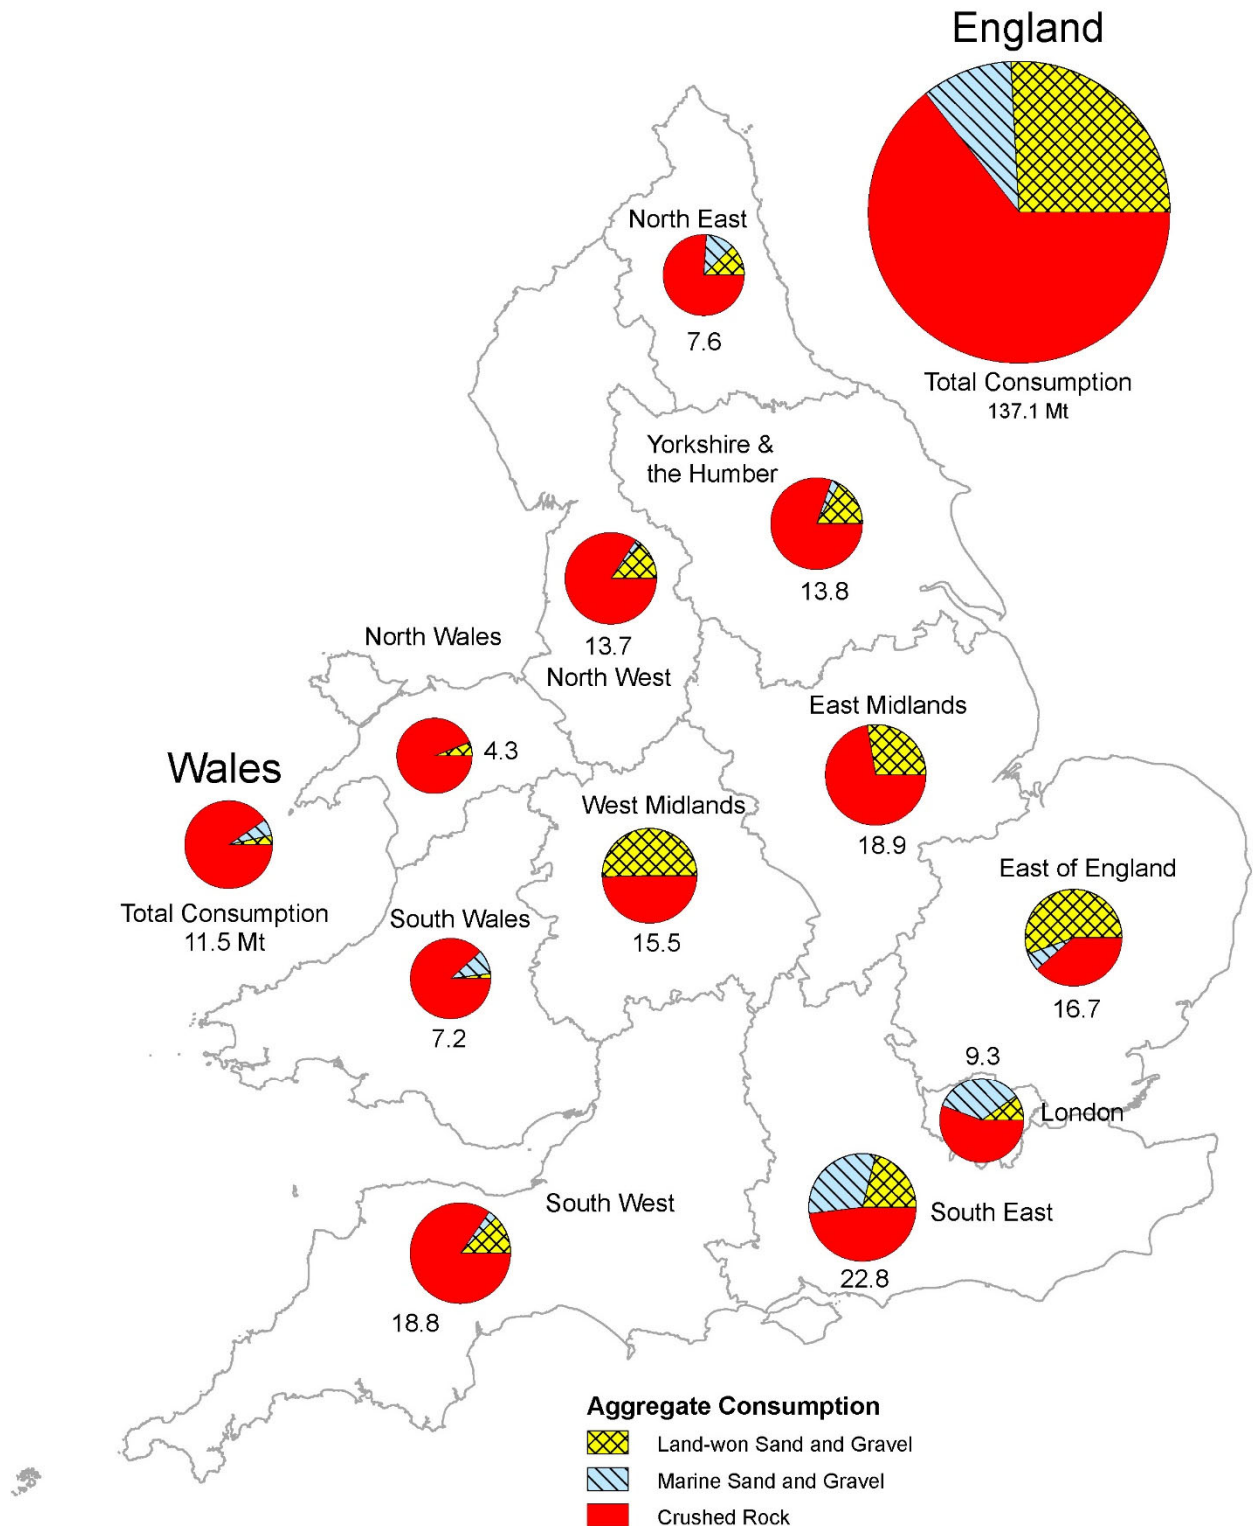 England
Total Consumption
137.1 Mt
North East
7.6
Yorkshire &
the Humber
13.8
13.7
North West
North Wales
4.3
East Midlands
18.9
Wales
Total Consumption
11.5 Mt
West Midlands
15.5
East of England
16.7
South Wales
7.2
9.3
London
South West
18.8
South East
22.8
Aggregate Consumption
Land-won Sand and Gravel
Marine Sand and Gravel
Crushed Rock